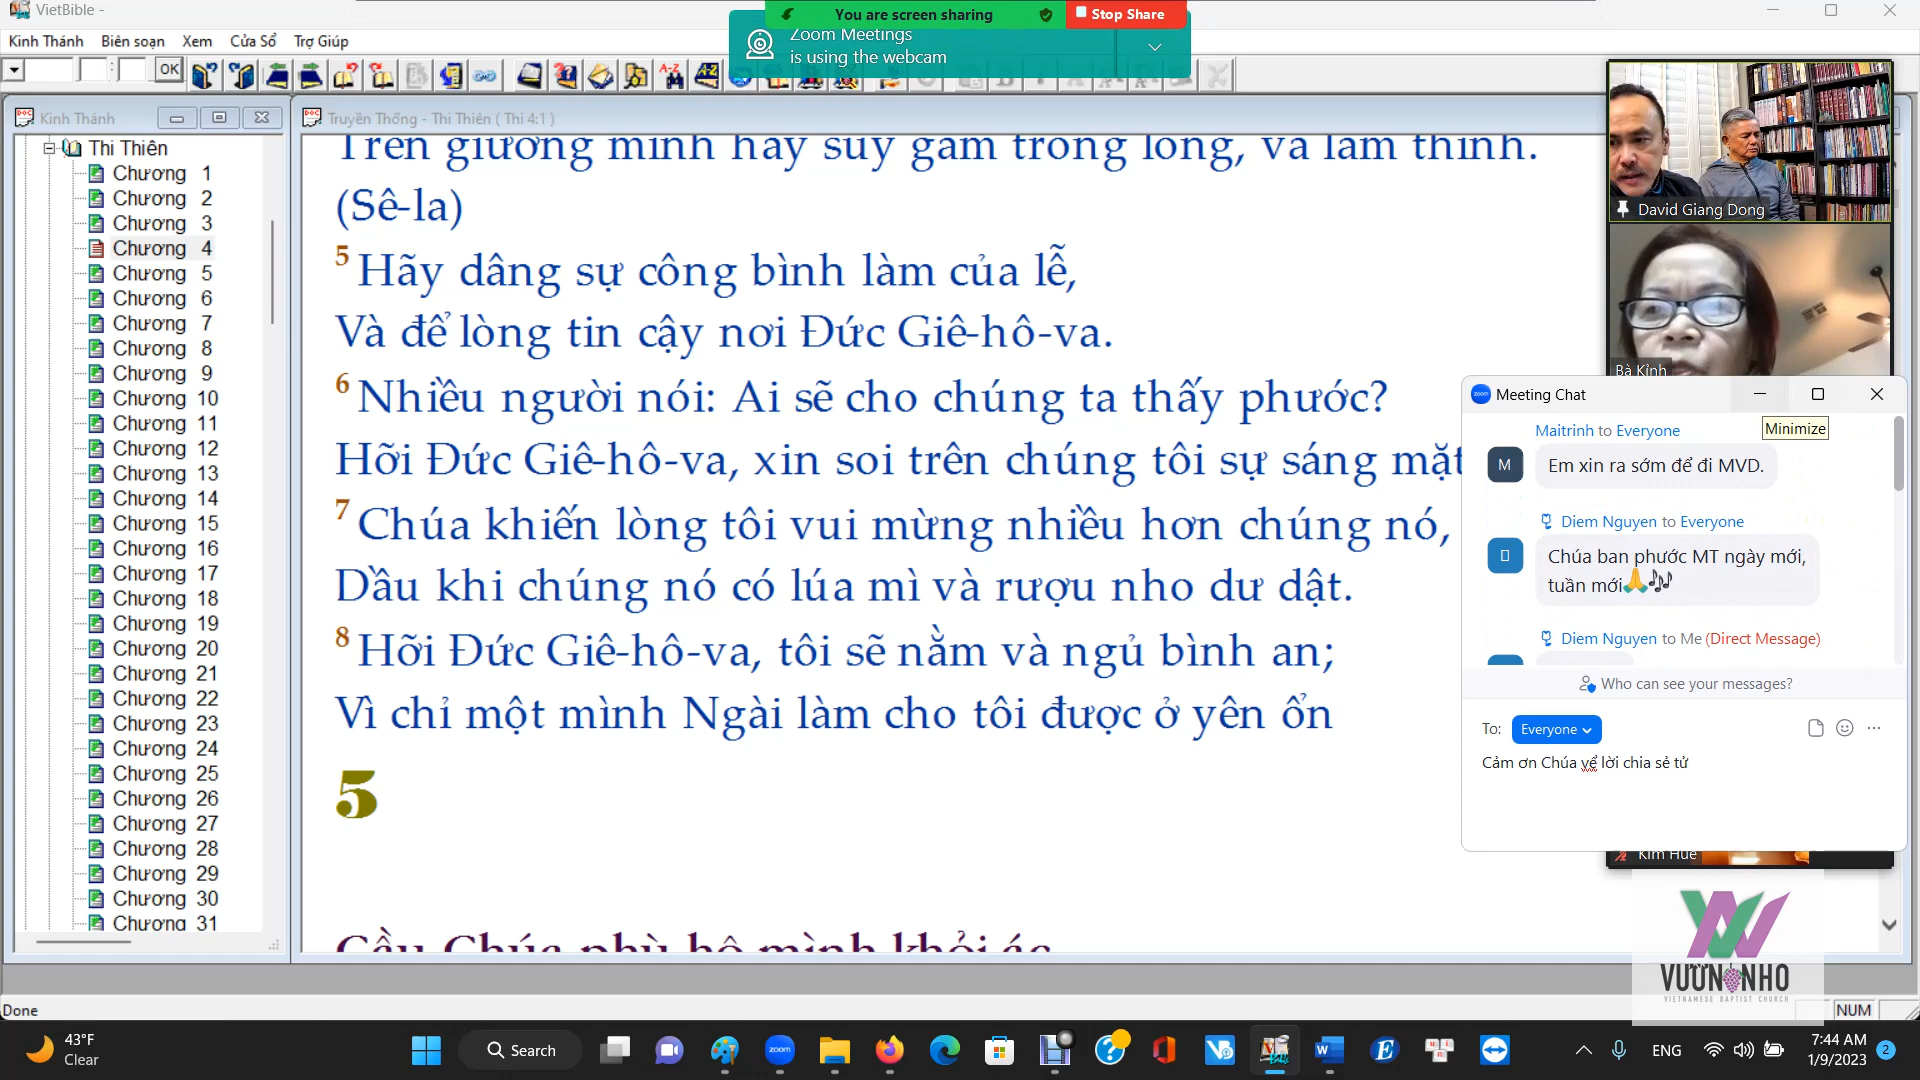 VietBible -
You are screen sharing
Stop Share
Zoom Meetings
is using the webcam
Kinh Thánh Biên soạn Xem Cửa Sổ Trợ Giúp
OK
Kinh Thánh
Thi Thiên
Chương 1
Chương 2
Chương 3
Chương 4
Chương 5
Chương 6
Chương 7
Chương 8
Chương 9
Chương 10
Chương 11
Chương 12
Chương 13
Chương 14
Chương 15
Chương 16
Chương 17
Chương 18
Chương 19
Chương 20
Chương 21
Chương 22
Chương 23
Chương 24
Chương 25
Chương 26
Chương 27
Chương 28
Chương 29
Chương 30
Chương 31
Truyền Thống - Thi Thiên ( Thi 4:1 )
Trên giường mình hãy suy gẫm trong lòng, và làm thinh.
(Sê-la)
5 Hãy dâng sự công bình làm của lễ,
Và để lòng tin cậy nơi Đức Giê-hô-va.
6 Nhiều người nói: Ai sẽ cho chúng ta thấy phước?
Hỡi Đức Giê-hô-va, xin soi trên chúng tôi sự sáng mặt
7 Chúa khiến lòng tôi vui mừng nhiều hơn chúng nó,
Dầu khi chúng nó có lúa mì và rượu nho dư dật.
8 Hỡi Đức Giê-hô-va, tôi sẽ nằm và ngủ bình an;
Vì chỉ một mình Ngài làm cho tôi được ở yên ổn
5
Cầu Chúa phù hộ mình khỏi ác
David Giang Dong
Bà Kỉnh
Meeting Chat
Minimize
Maitrinh to Everyone
M
Em xin ra sớm để đi MVD.
Diem Nguyen to Everyone
Chúa ban phước MT ngày mới,
tuần mới🙏🎶
Diem Nguyen to Me (Direct Message)
Who can see your messages?
To: Everyone
Cảm ơn Chúa vể lời chia sẻ tử
Kim Huê
VƯỜN NHO
VIETNAMESE BAPTIST CHURCH
Done
NUM
43°F
Clear
Search
zoom
ENG
7:44 AM
1/9/2023
2